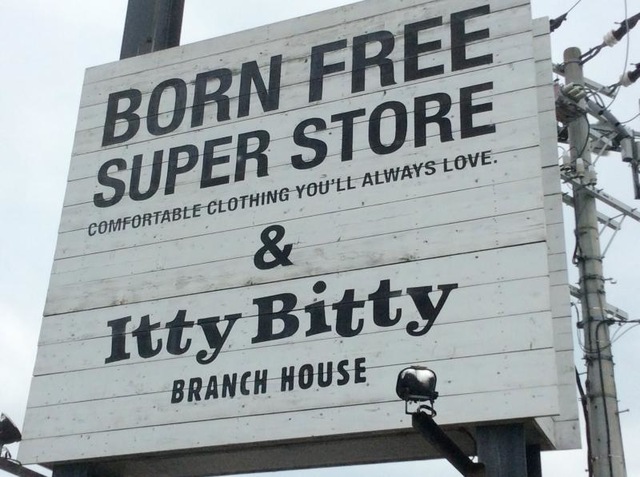 BORN FREE
SUPER STORE
COMFORTABLE CLOTHING YOU'LL ALWAYS LOVE.
&
Itty Bitty
BRANCH HOUSE